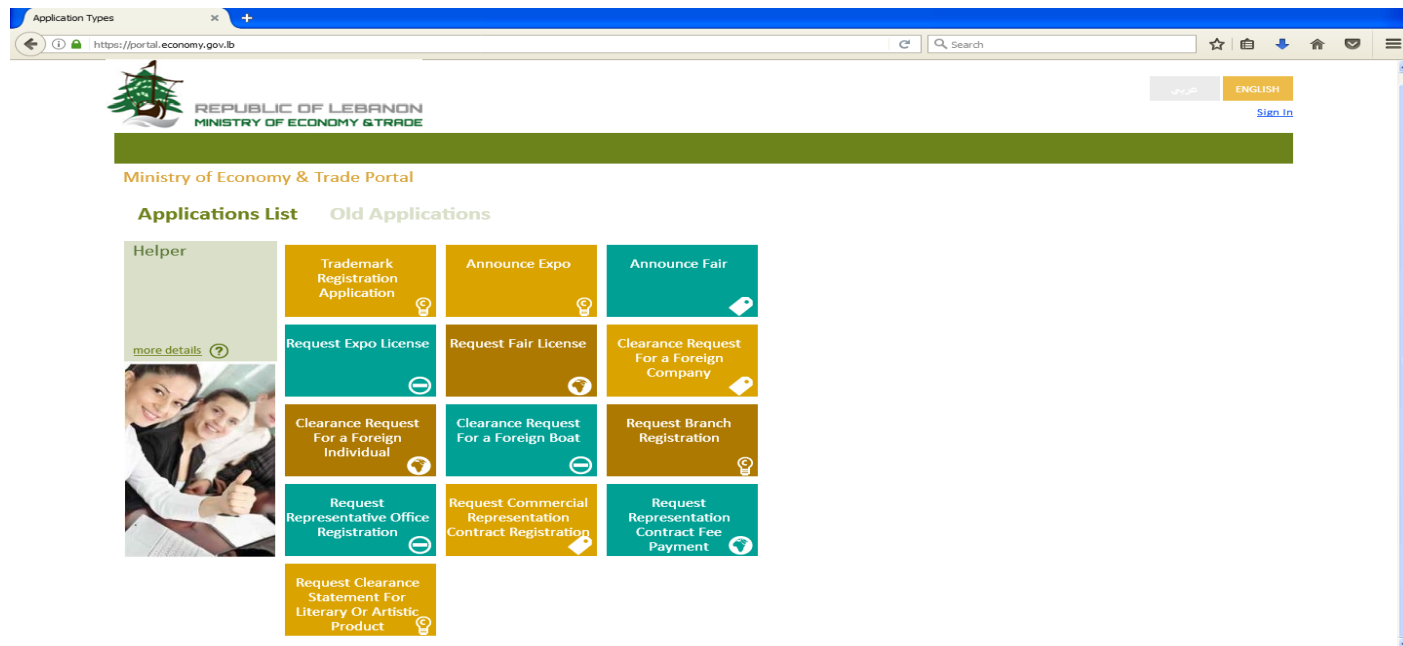 Application Types
https://portal.economy.gov.lb
Search
REPUBLIC OF LEBANON
MINISTRY OF ECONOMY & TRADE
عربي
ENGLISH
Sign In
Ministry of Economy & Trade Portal
Applications List
Old Applications
Helper
more details
Trademark
Registration
Application
Announce Expo
Announce Fair
Request Expo License
Request Fair License
Clearance Request
For a Foreign
Company
Clearance Request
For a Foreign
Individual
Clearance Request
For a Foreign Boat
Request Branch
Registration
Request
Representative Office
Registration
Request Commercial
Representation
Contract Registration
Request
Representation
Contract Fee
Payment
Request Clearance
Statement For
Literary Or Artistic
Product